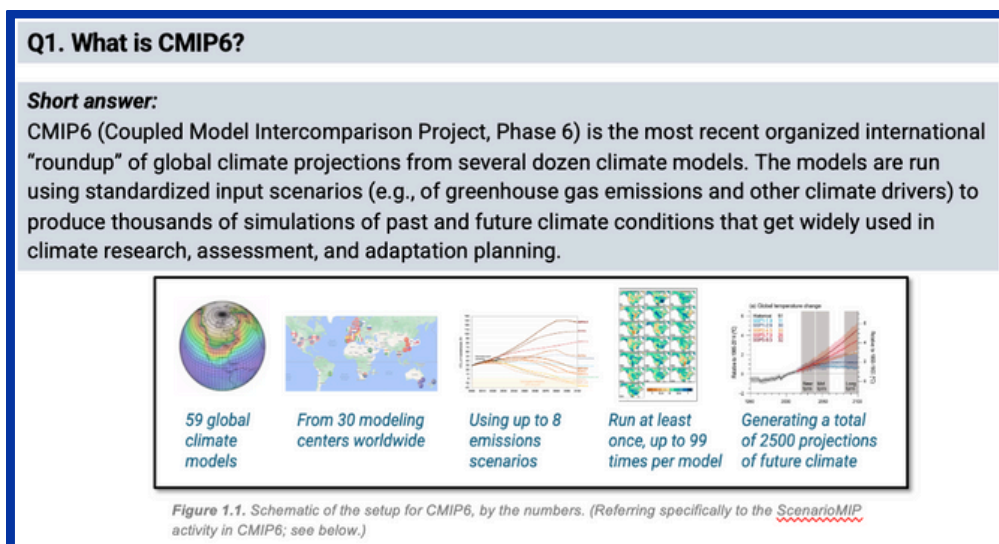 Q1. What is CMIP6?
Short answer:
CMIP6 (Coupled Model Intercomparison Project, Phase 6) is the most recent organized international
“roundup” of global climate projections from several dozen climate models. The models are run
using standardized input scenarios (e.g., of greenhouse gas emissions and other climate drivers) to
produce thousands of simulations of past and future climate conditions that get widely used in
climate research, assessment, and adaptation planning.
(a) Global temperature change
59 global
climate
models
From 30 modeling
centers worldwide
Using up to 8
emissions
scenarios
Run at least
once, up to 99
times per model
Generating a total
of 2500 projections
of future climate
Figure 1.1. Schematic of the setup for CMIP6, by the numbers. (Referring specifically to the ScenarioMIP
activity in CMIP6; see below.)